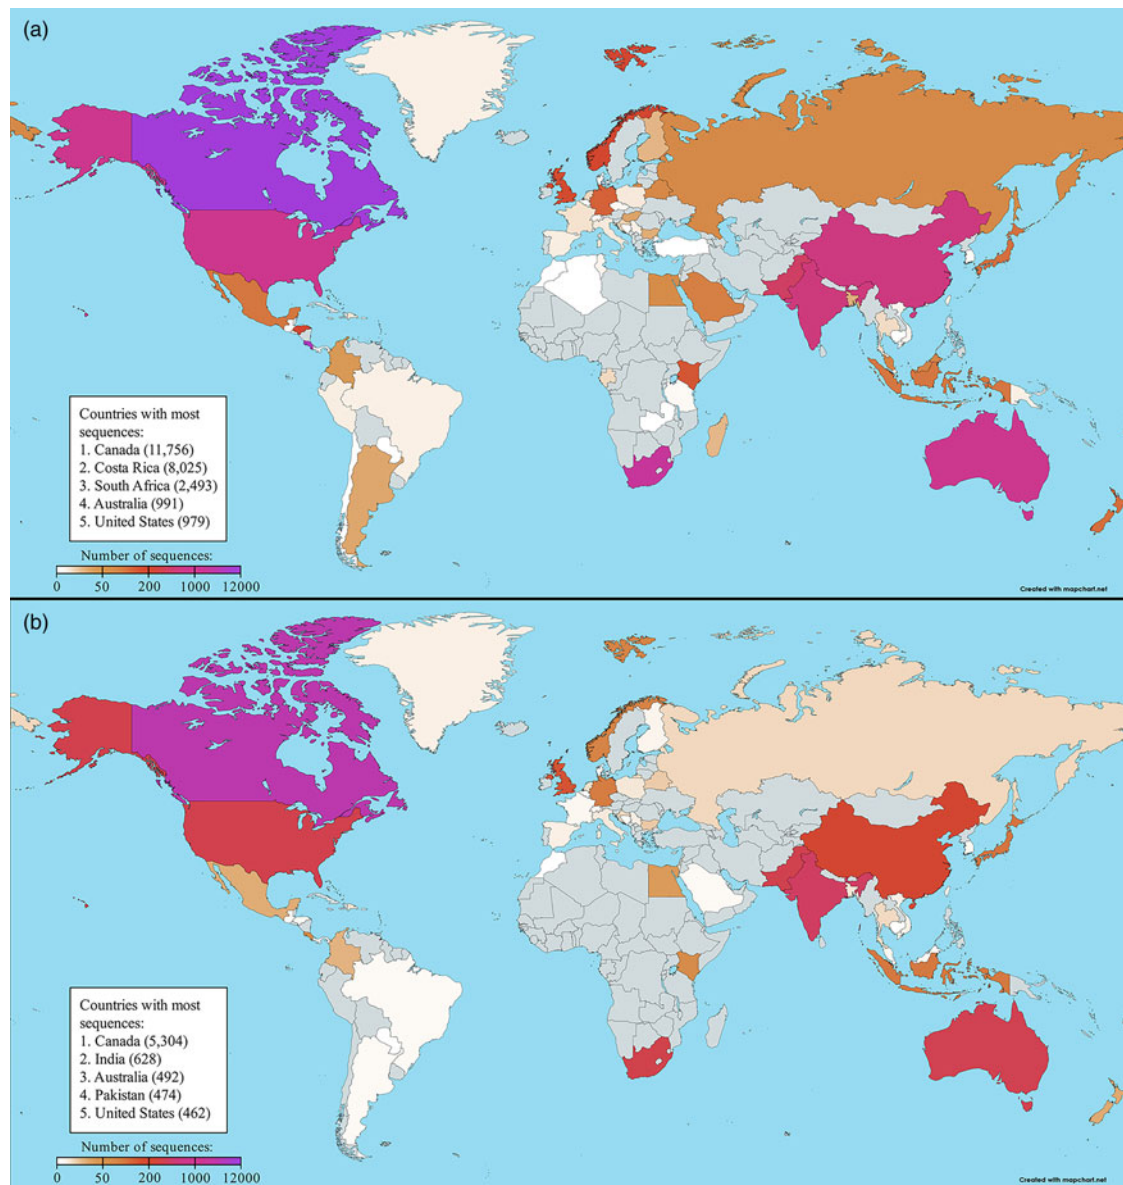 (a)
Countries with most
sequences:
1. Canada (11,756)
2. Costa Rica (8,025)
3. South Africa (2,493)
4. Australia (991)
5. United States (979)
Number of sequences:
0 50 200 1000 12000
Created with mapchart.net
(b)
Countries with most
sequences:
1. Canada (5,304)
2. India (628)
3. Australia (492)
4. Pakistan (474)
5. United States (462)
Number of sequences:
0 50 200 1000 12000
Created with mapchart.net